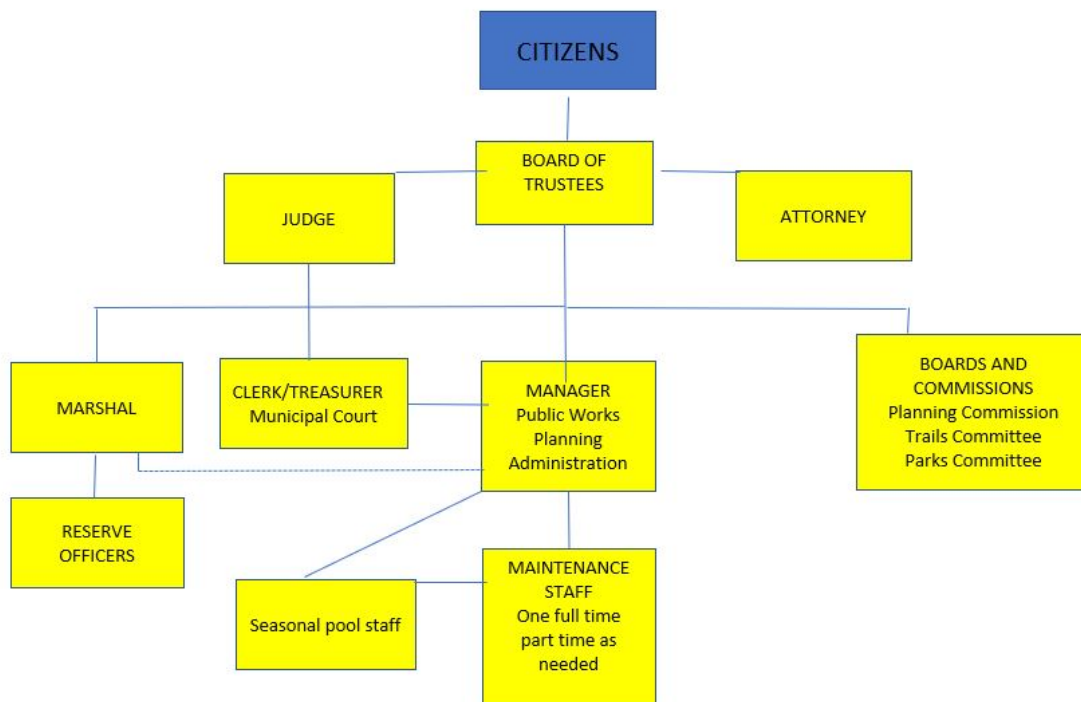 CITIZENS
BOARD OF
TRUSTEES
JUDGE
ATTORNEY
MARSHAL
CLERK/TREASURER
Municipal Court
MANAGER
Public Works
Planning
Administration
BOARDS AND
COMMISSIONS
Planning Commission
Trails Committee
Parks Committee
RESERVE
OFFICERS
Seasonal pool staff
MAINTENANCE
STAFF
One full time
part time as
needed